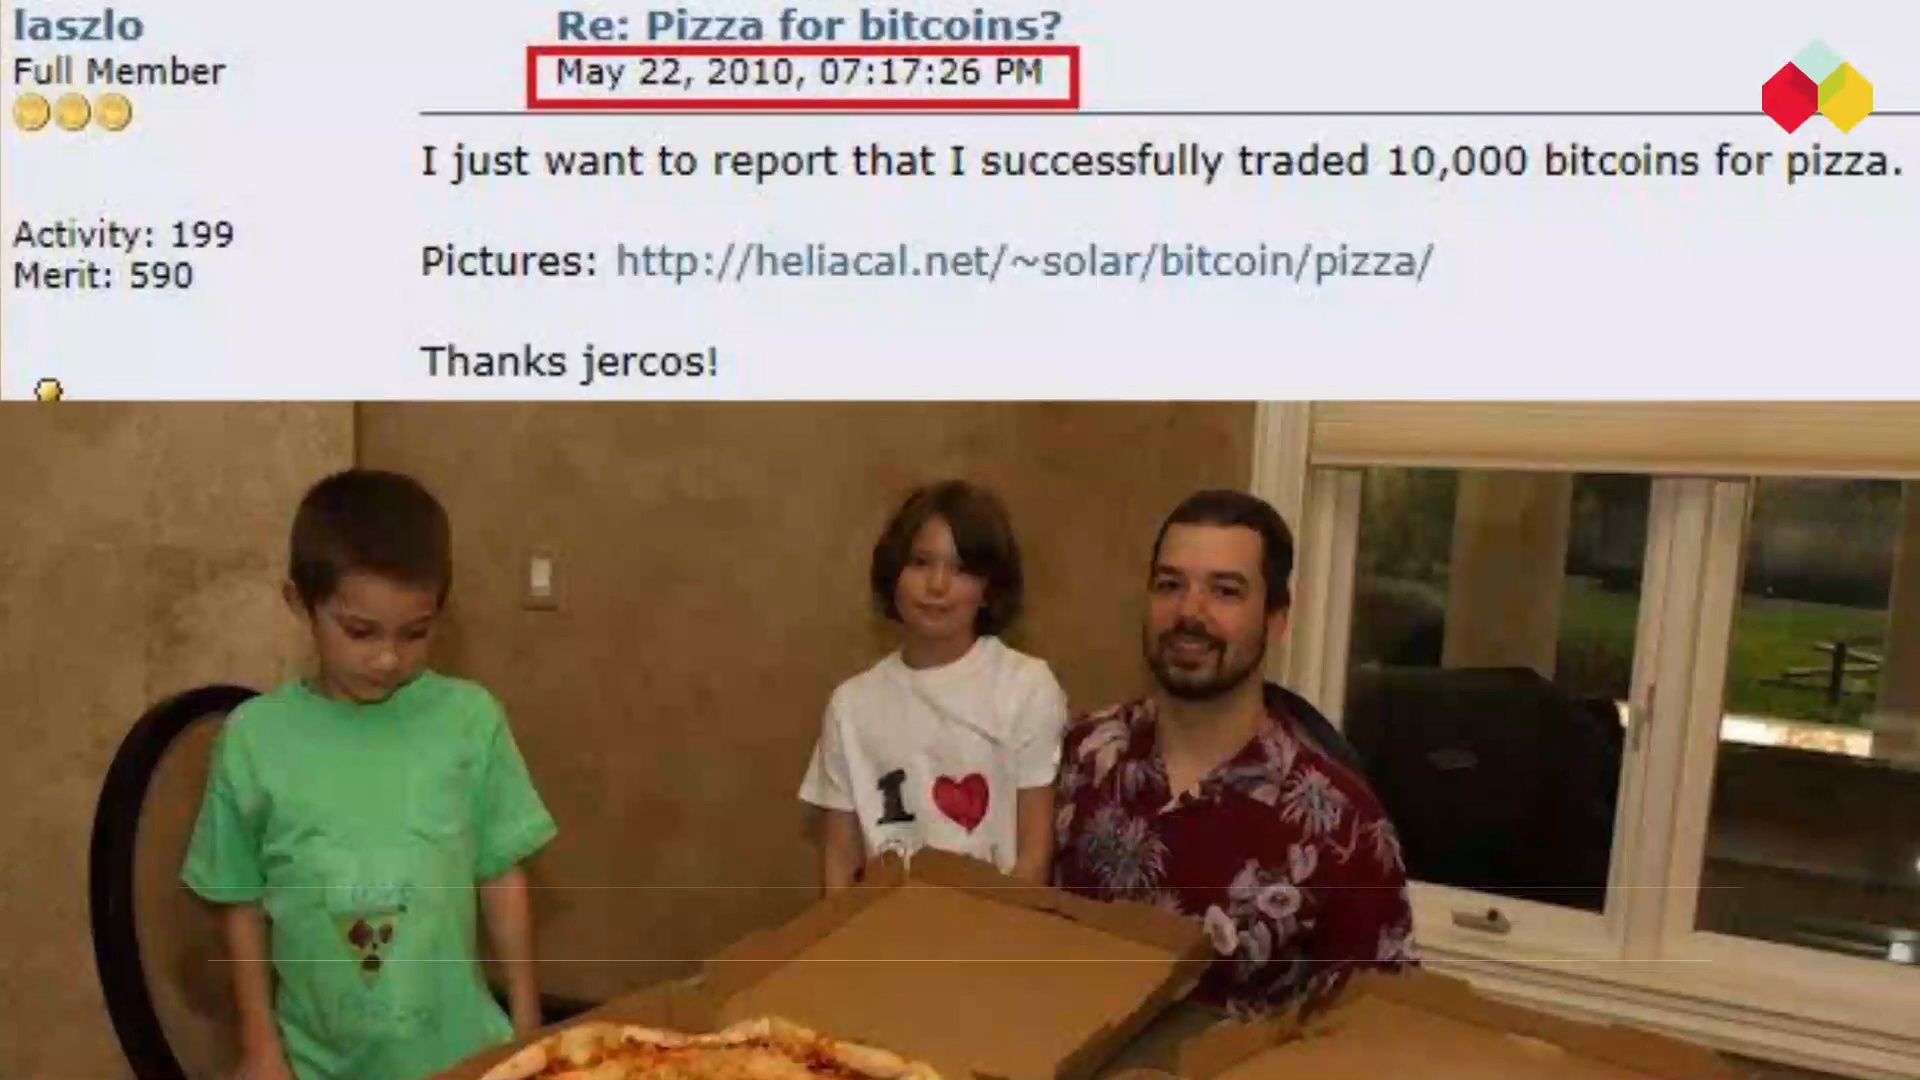 laszlo
Full Member
Activity: 199
Merit: 590
Re: Pizza for bitcoins?
May 22, 2010, 07:17:26 PM
I just want to report that I successfully traded 10,000 bitcoins for pizza.
Pictures: http://heliacal.net/~solar/bitcoin/pizza/
Thanks jercos!
I